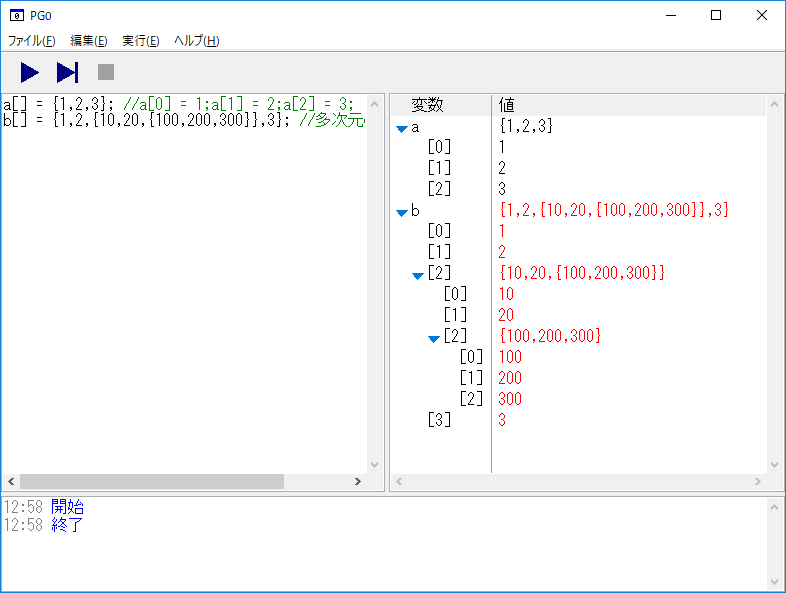 PG0
ファイル(F) 編集(E) 実行(E) ヘルプ(H)
a[] = {1,2,3}; //a[0] = 1;a[1] = 2;a[2] = 3;
b[] = {1,2,{10,20,{100,200,300}},3}; //多次元
変数 値
a {1,2,3}
[0] 1
[1] 2
[2] 3
b {1,2,{10,20,{100,200,300}},3}
[0] 1
[1] 2
[2] {10,20,{100,200,300}}
[0] 10
[1] 20
[2] {100,200,300}
[0] 100
[1] 200
[2] 300
[3] 3
12:58 開始
12:58 終了